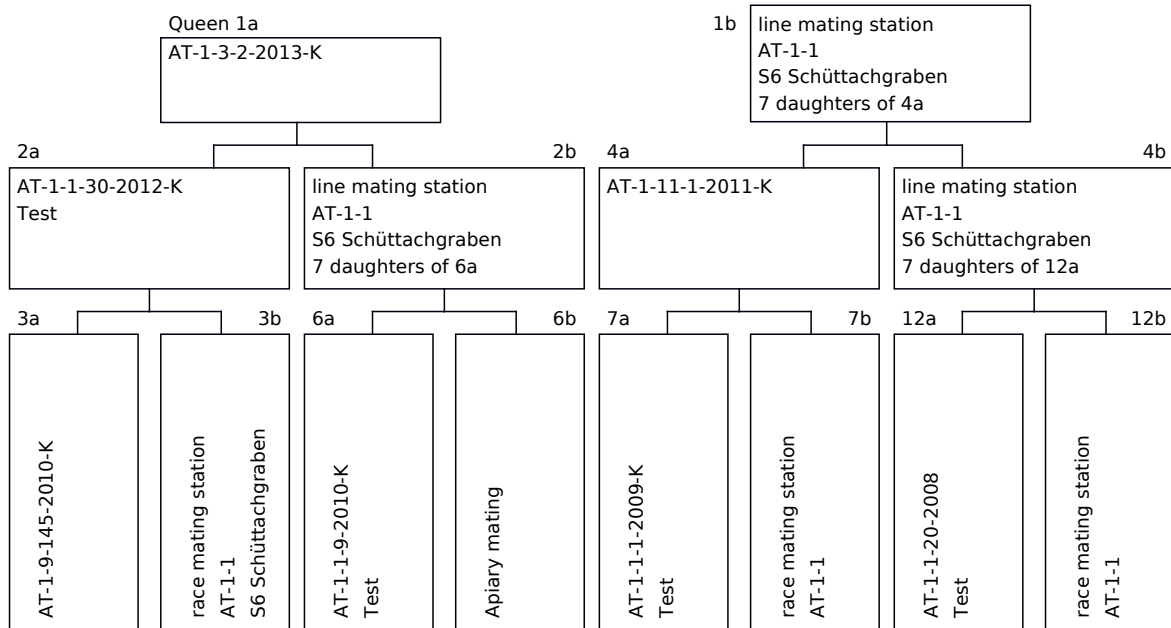 Queen 1a
AT-1-3-2-2013-K
1b
line mating station
AT-1-1
S6 Schüttachgraben
7 daughters of 4a
2a
AT-1-1-30-2012-K
Test
2b
line mating station
AT-1-1
S6 Schüttachgraben
7 daughters of 6a
4a
AT-1-11-1-2011-K
4b
line mating station
AT-1-1
S6 Schüttachgraben
7 daughters of 12a
3a
AT-1-9-145-2010-K
3b
race mating station
AT-1-1
S6 Schüttachgraben
6a
AT-1-1-9-2010-K
Test
6b
Apiary mating
7a
AT-1-1-1-2009-K
Test
7b
race mating station
AT-1-1
12a
AT-1-1-20-2008
Test
12b
race mating station
AT-1-1